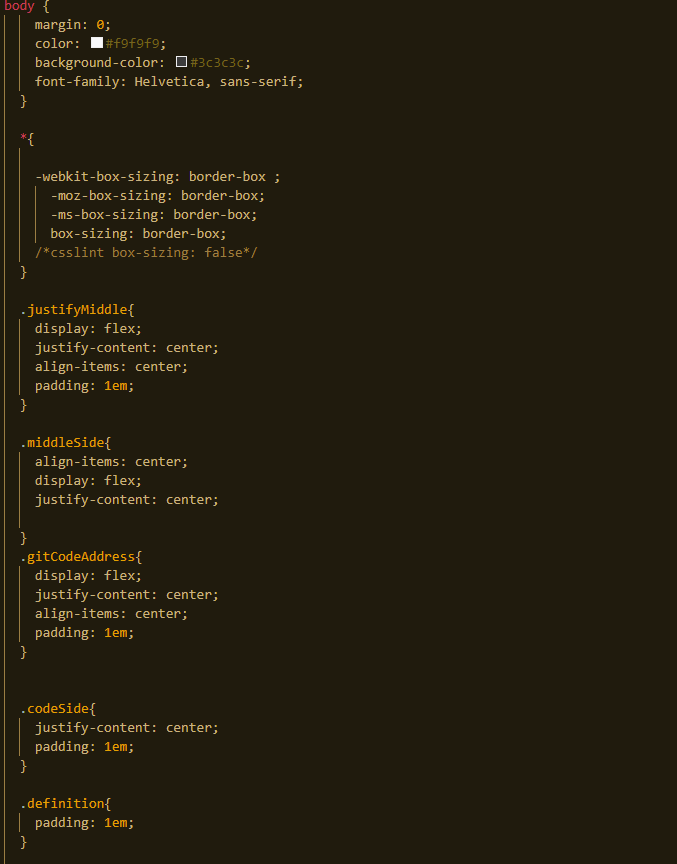 body {
margin: 0;
color: #f9f9f9;
background-color: #3c3c3c;
font-family: Helvetica, sans-serif;
}
*{
-webkit-box-sizing: border-box ;
-moz-box-sizing: border-box;
-ms-box-sizing: border-box;
box-sizing: border-box;
/*csslint box-sizing: false*/
}
.justifyMiddle{
display: flex;
justify-content: center;
align-items: center;
padding: 1em;
}
.middleSide{
align-items: center;
display: flex;
justify-content: center;
}
.gitCodeAddress{
display: flex;
justify-content: center;
align-items: center;
padding: 1em;
}
.codeSide{
justify-content: center;
padding: 1em;
}
.definition{
padding: 1em;
}